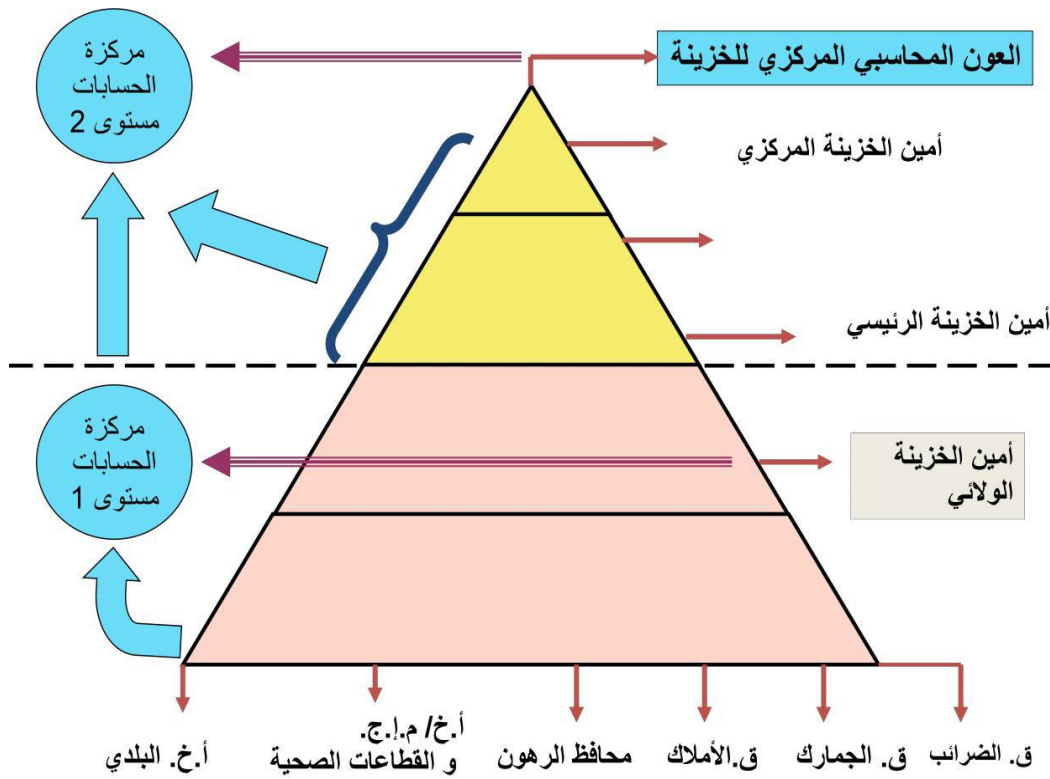 العون المحاسبي المركزي للخزينة
مركزة
الحسابات
مستوى 2
أمين الخزينة المركزي
أمين الخزينة الرئيسي
أمين الخزينة
الولائي
مركزة
الحسابات
مستوى 1
ق. الضرائب
ق. الجمارك
ق.الأملاك
محافظ الرهون
أ.خ/ م.إ.ج.
و القطاعات الصحية
أ.خ. البلدي